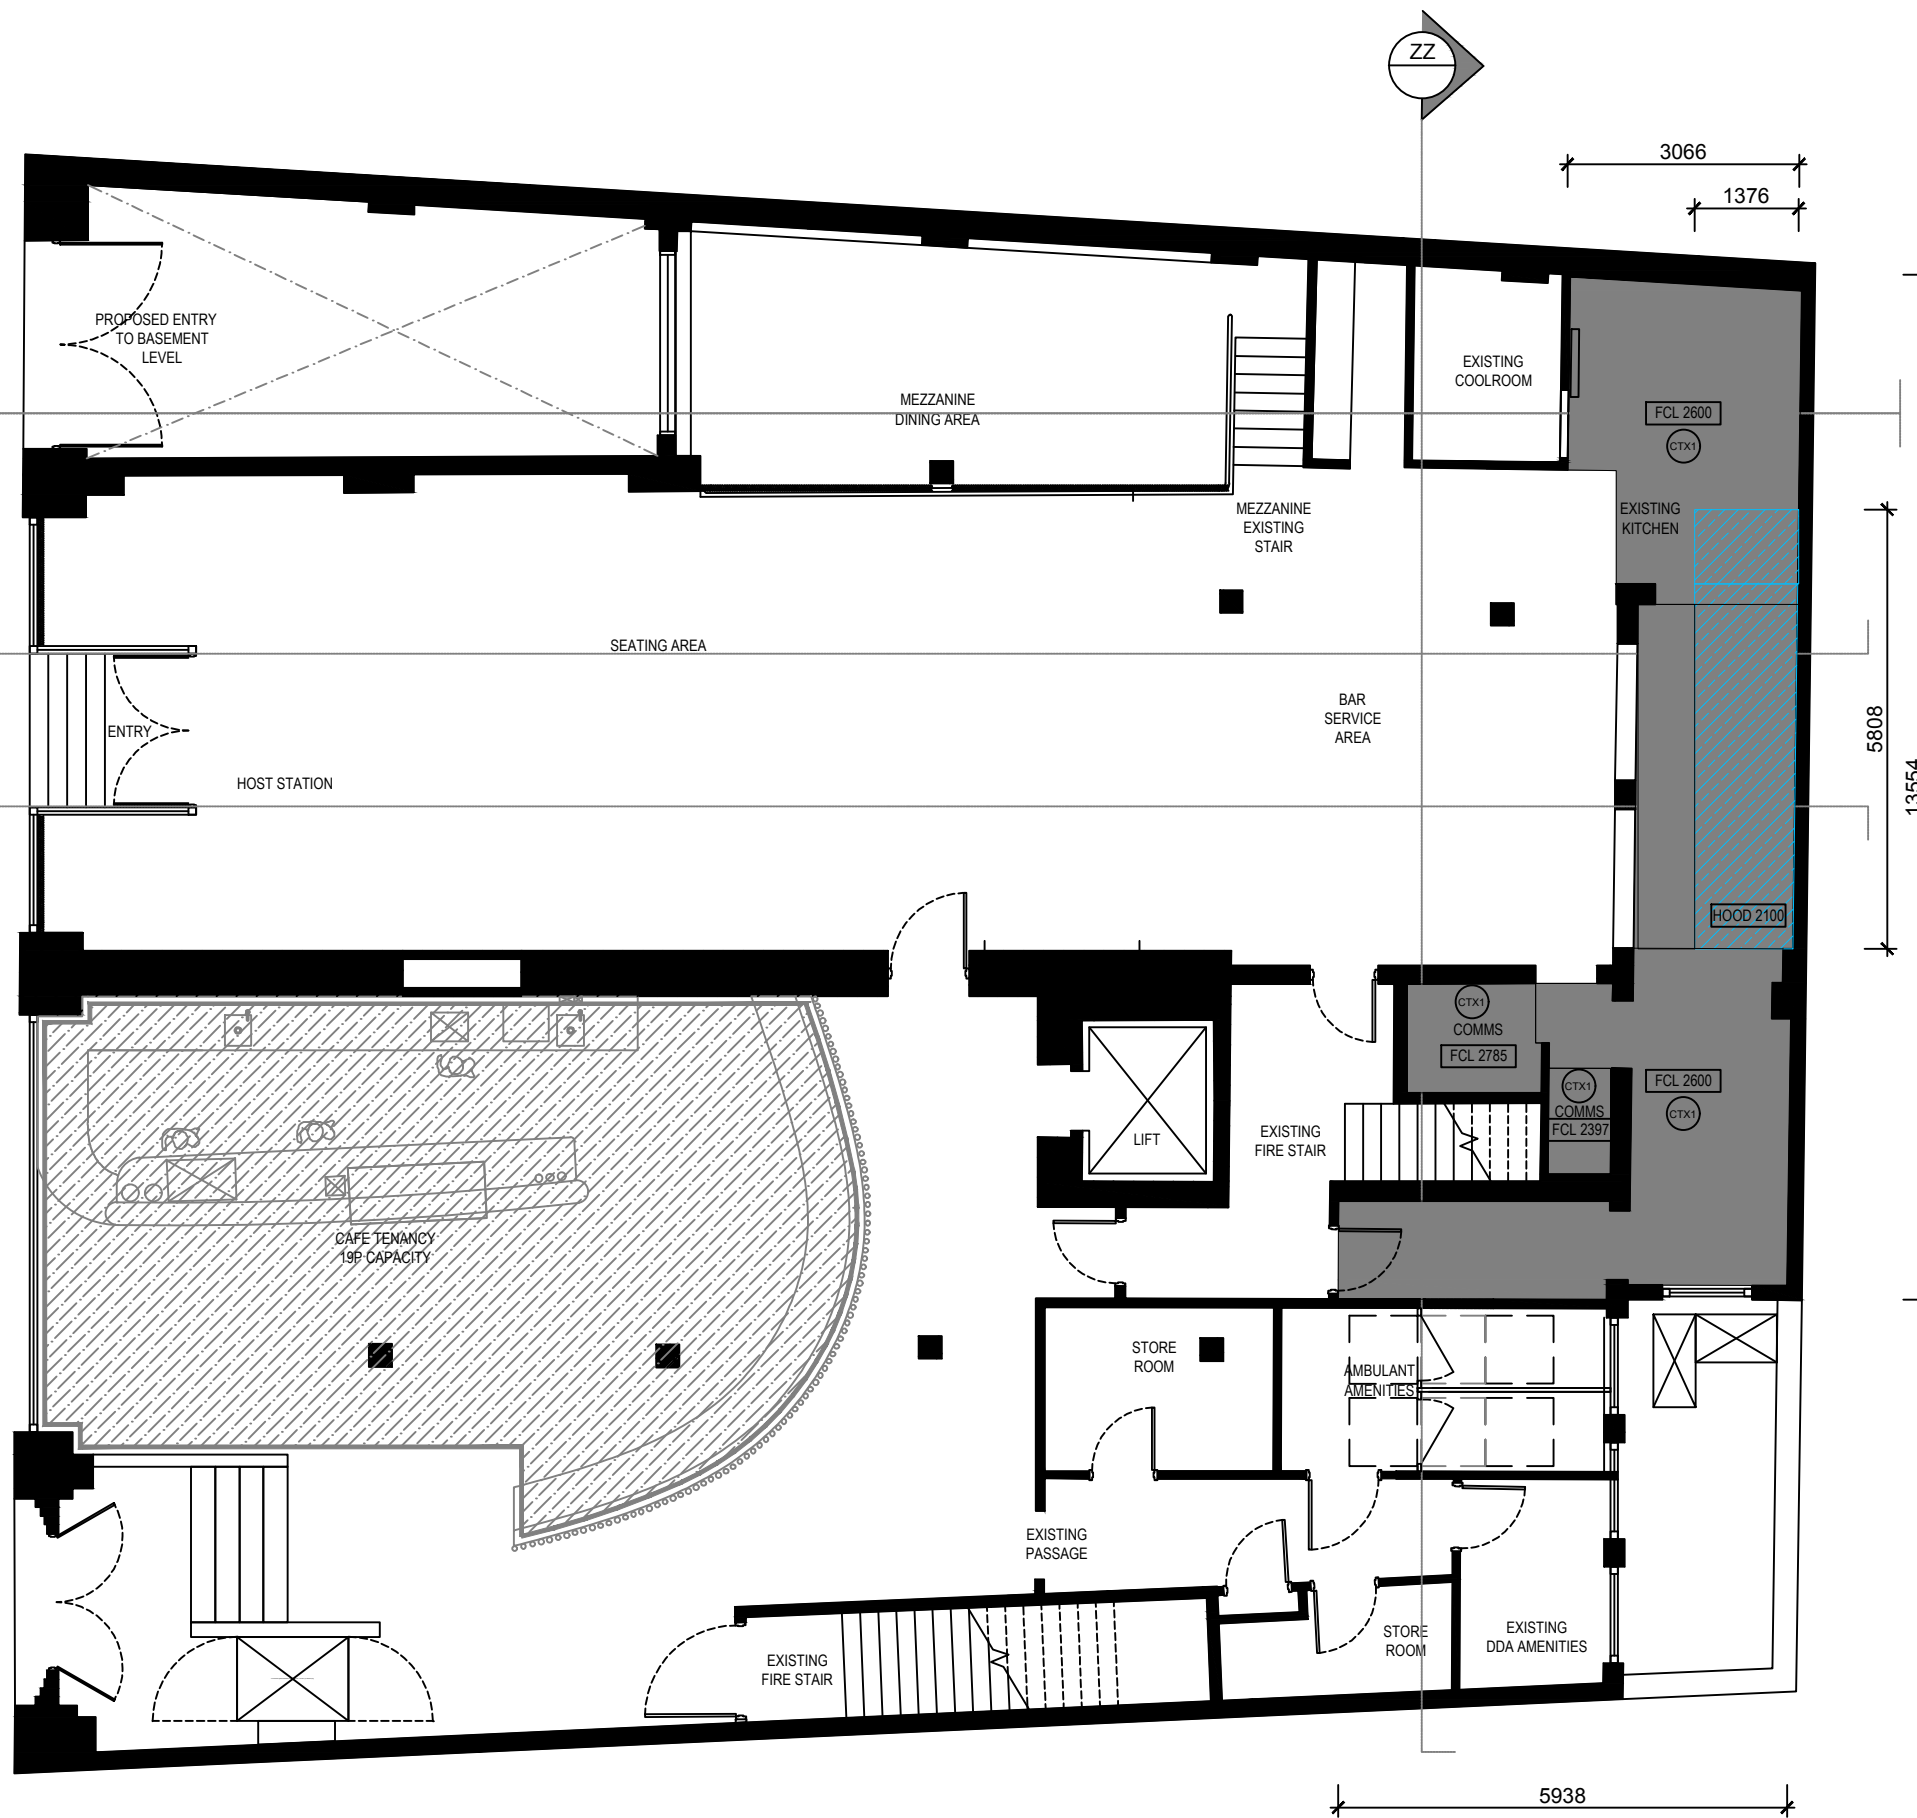 ZZ
3066
1376
PROPOSED ENTRY
TO BASEMENT
LEVEL
MEZZANINE
DINING AREA
EXISTING
COOLROOM
FCL 2600
CTX1
EXISTING
KITCHEN
MEZZANINE
EXISTING
STAIR
SEATING AREA
BAR
SERVICE
AREA
ENTRY
HOST STATION
5808
13554
HOOD 2100
CTX1
COMMS
FCL 2785
CTX1
COMMS
FCL 2397
FCL 2600
CTX1
LIFT
EXISTING
FIRE STAIR
CAFE TENANCY
19P CAPACITY
STORE
ROOM
AMBULANT
AMENITIES
EXISTING
PASSAGE
EXISTING
FIRE STAIR
STORE
ROOM
EXISTING
DDA AMENITIES
5938